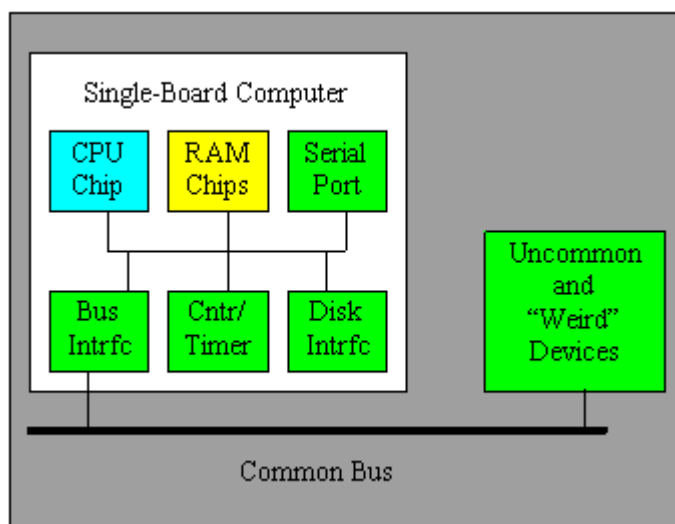 Single-Board Computer
CPU
Chip
RAM
Chips
Serial
Port
Bus
Intrfc
Cntr/
Timer
Disk
Intrfc
Uncommon
and
“Weird”
Devices
Common Bus